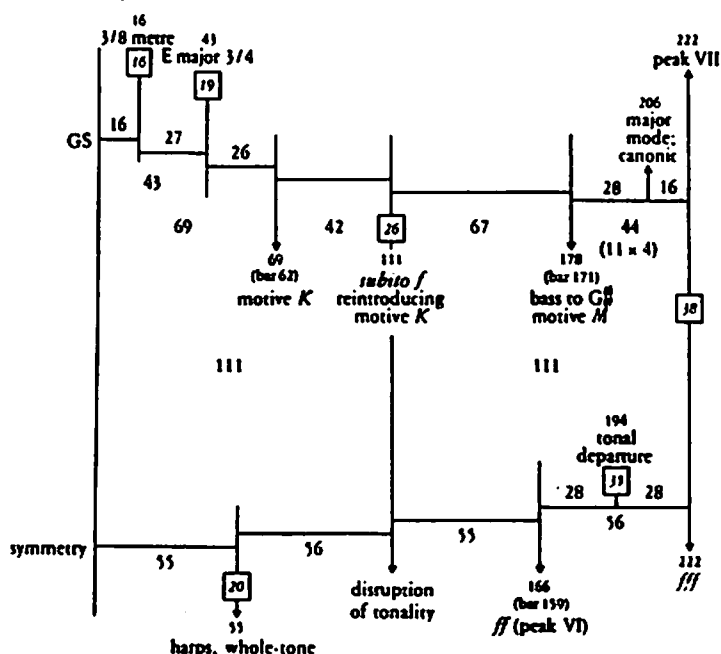 16
3/8 metre
16
43
E major 3/4
19
222
peak VII
206
major
mode;
canonic
GS
16
27
26
28
16
43
69
42
26
67
44
(11 x 4)
69
(bar 62)
motive K
111
subito f
reintroducing
motive K
178
(bar 171)
bass to G#
motive M
38
111
111
194
tonal
departure
33
28
28
56
symmetry
55
56
55
20
55
harps, whole-tone
disruption
of tonality
166
(bar 159)
ff (peak VI)
222
fff